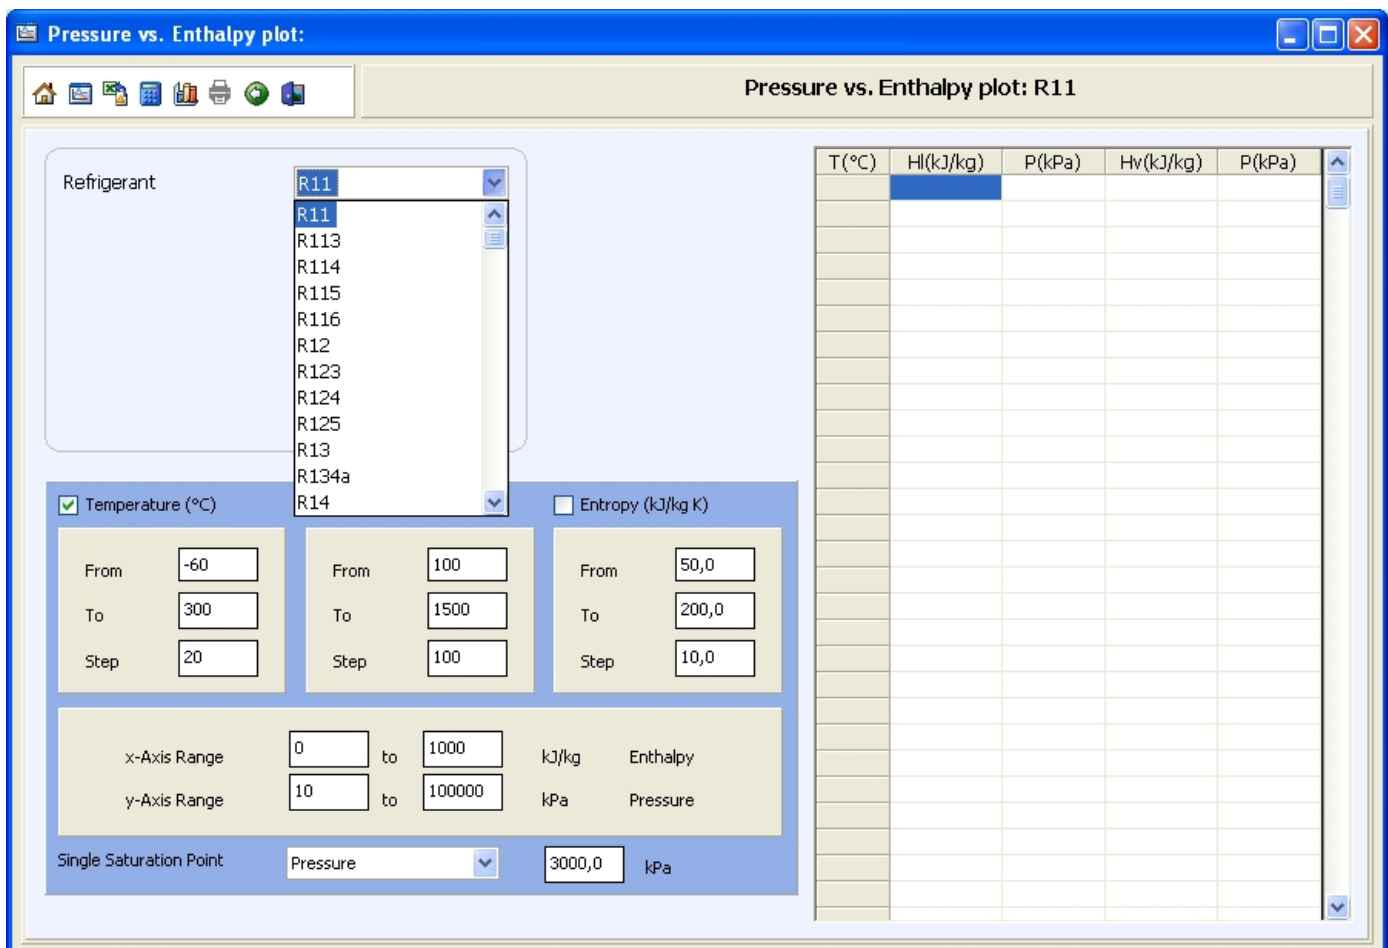 Pressure vs. Enthalpy plot:
Pressure vs. Enthalpy plot: R11
Refrigerant
R11
R11
R113
R114
R115
R116
R12
R123
R124
R125
R13
R134a
R14
T(°C) Hl(kJ/kg) P(kPa) Hv(kJ/kg) P(kPa)
Temperature (°C) Entropy (kJ/kg K)
From -60 From 100 From 50,0
To 300 To 1500 To 200,0
Step 20 Step 100 Step 10,0
x-Axis Range 0 to 1000 kJ/kg Enthalpy
y-Axis Range 10 to 100000 kPa Pressure
Single Saturation Point Pressure 3000,0 kPa